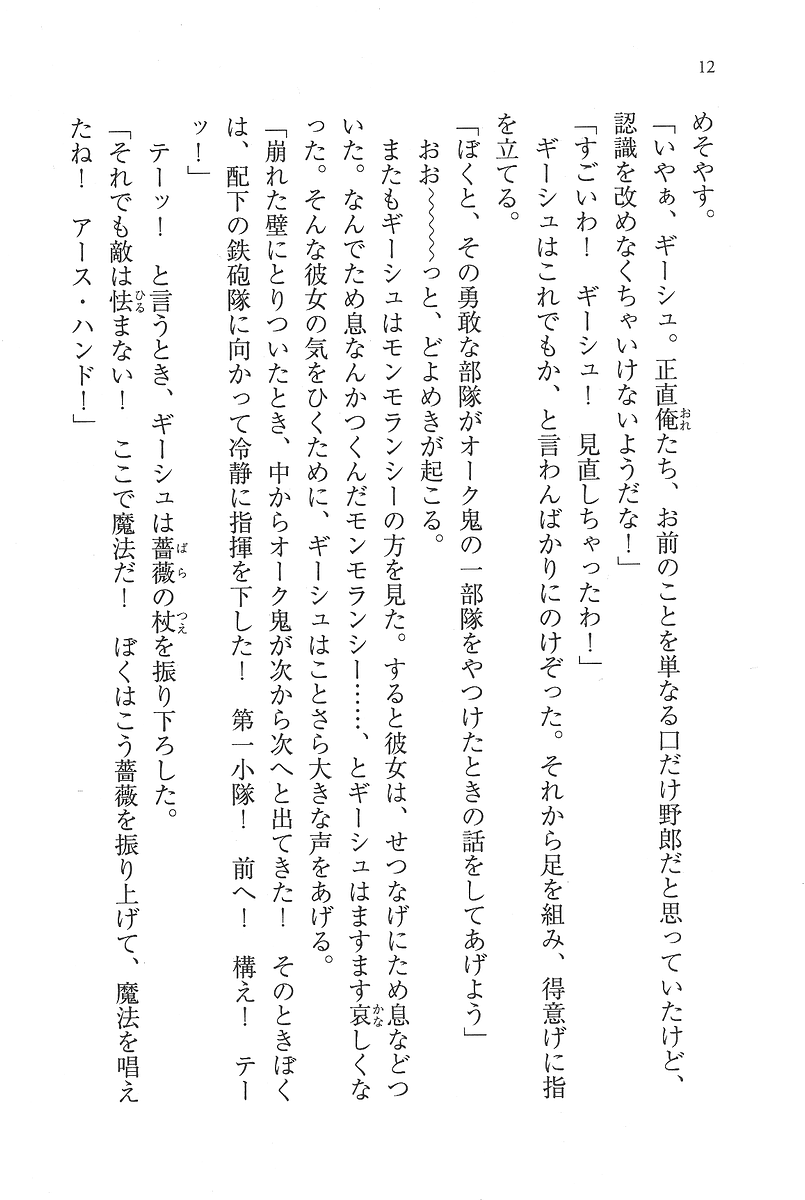 12
めそやす。
「いやぁ、ギーシュ。正直俺たち、お前のことを単なる口だけ野郎だと思っていたけど、
認識を改めなくちゃいけないようだな！」
「すごいわ！　ギーシュ！　見直しちゃったわ！」
　ギーシュはこれでもか、と言わんばかりにのけぞった。それから足を組み、得意げに指
を立てる。
「ぼくと、その勇敢な部隊がオーク鬼の一部隊をやつけたときの話をしてあげよう」
　おお～～～～っと、どよめきが起こる。
　またもギーシュはモンモランシーの方を見た。すると彼女は、せつなげにため息などつ
いた。なんでため息なんかつくんだモンモランシー……、とギーシュはますます哀しくな
った。そんな彼女の気をひくために、ギーシュはことさら大きな声をあげる。
「崩れた壁にとりついたとき、中からオーク鬼が次から次へと出てきた！　そのときぼく
は、配下の鉄砲隊に向かって冷静に指揮を下した！　第一小隊！　前へ！　構え！　テー
ッ！」
　テーッ！　と言うとき、ギーシュは薔薇の杖を振り下ろした。
「それでも敵は怯まない！　ここで魔法だ！　ぼくはこう薔薇を振り上げて、魔法を唱え
たね！　アース・ハンド！」